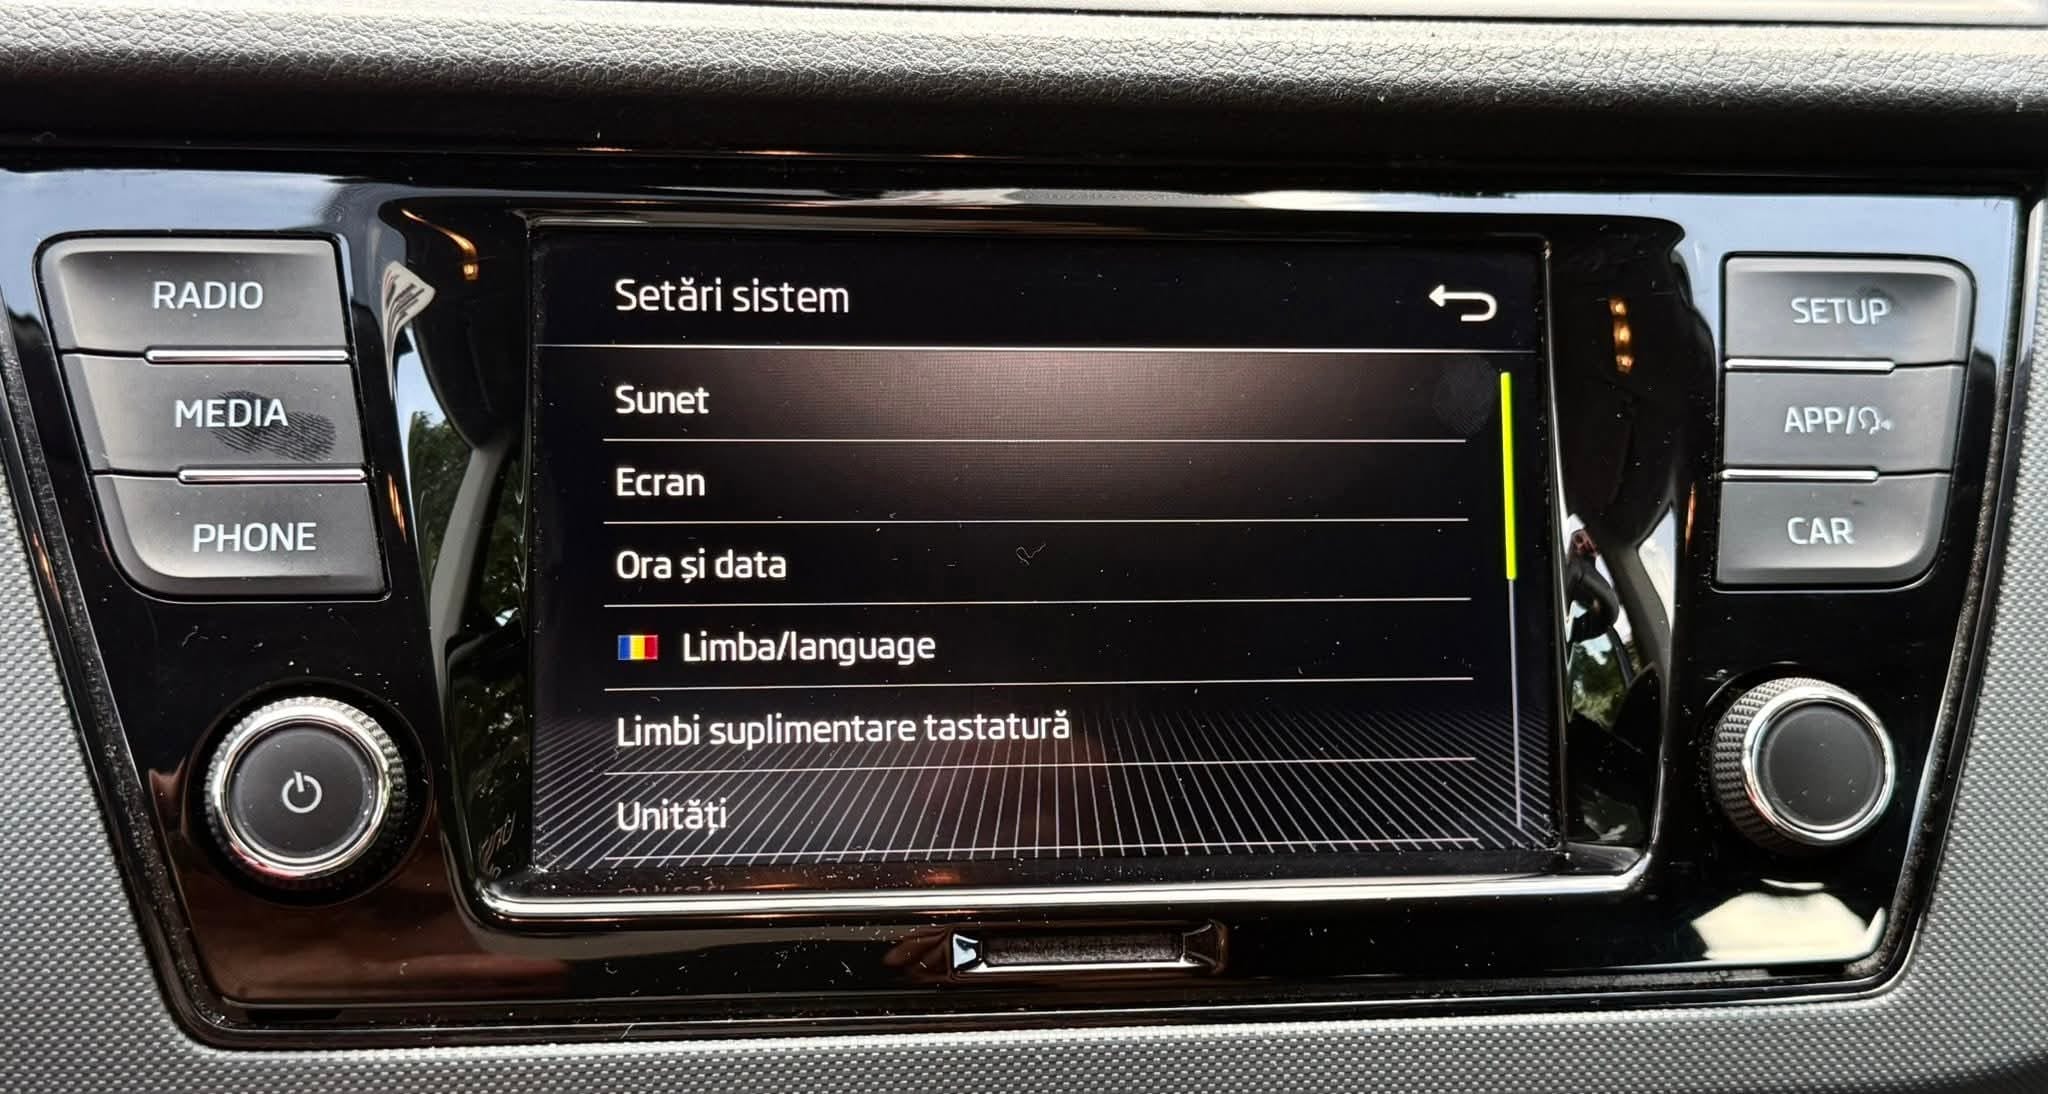 RADIO
MEDIA
PHONE
Setări sistem
Sunet
Ecran
Ora și data
Limba/language
Limbi suplimentare tastatură
Unități
SETUP
APP/
CAR